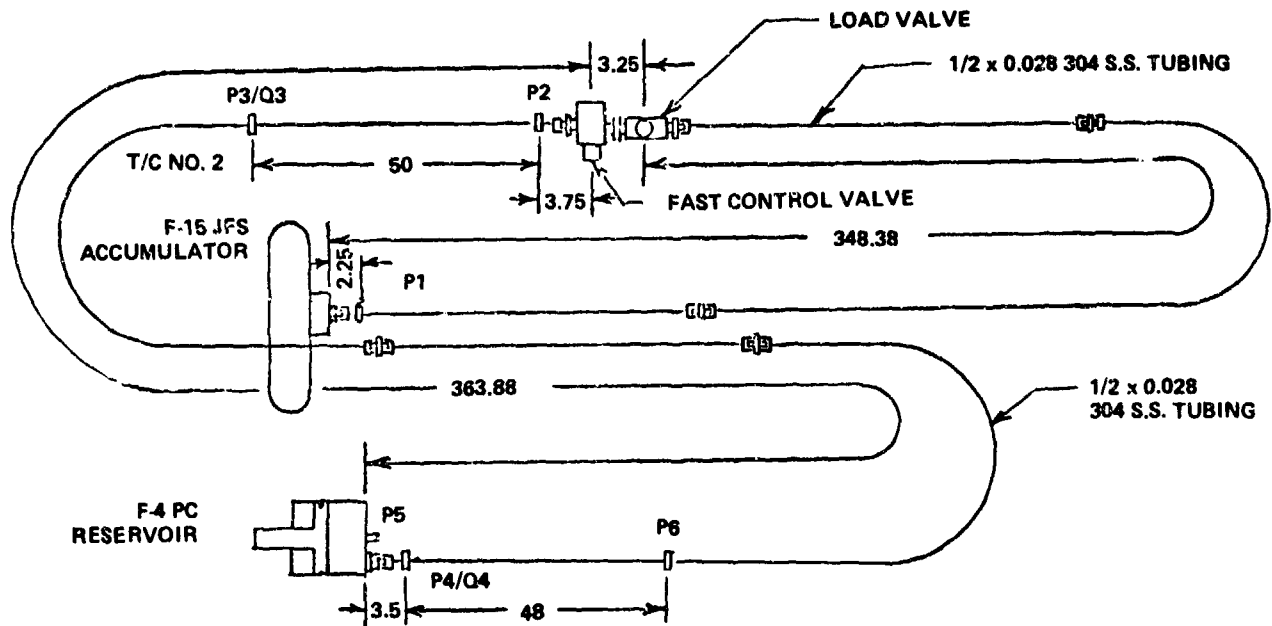 LOAD VALVE
3.25
1/2 x 0.028 304 S.S. TUBING
P3/Q3
P2
T/C NO. 2
50
3.75
FAST CONTROL VALVE
F-15 JFS
ACCUMULATOR
348.38
2.25
P1
363.88
1/2 x 0.028
304 S.S. TUBING
F-4 PC
RESERVOIR
P5
P6
P4/Q4
3.5
48